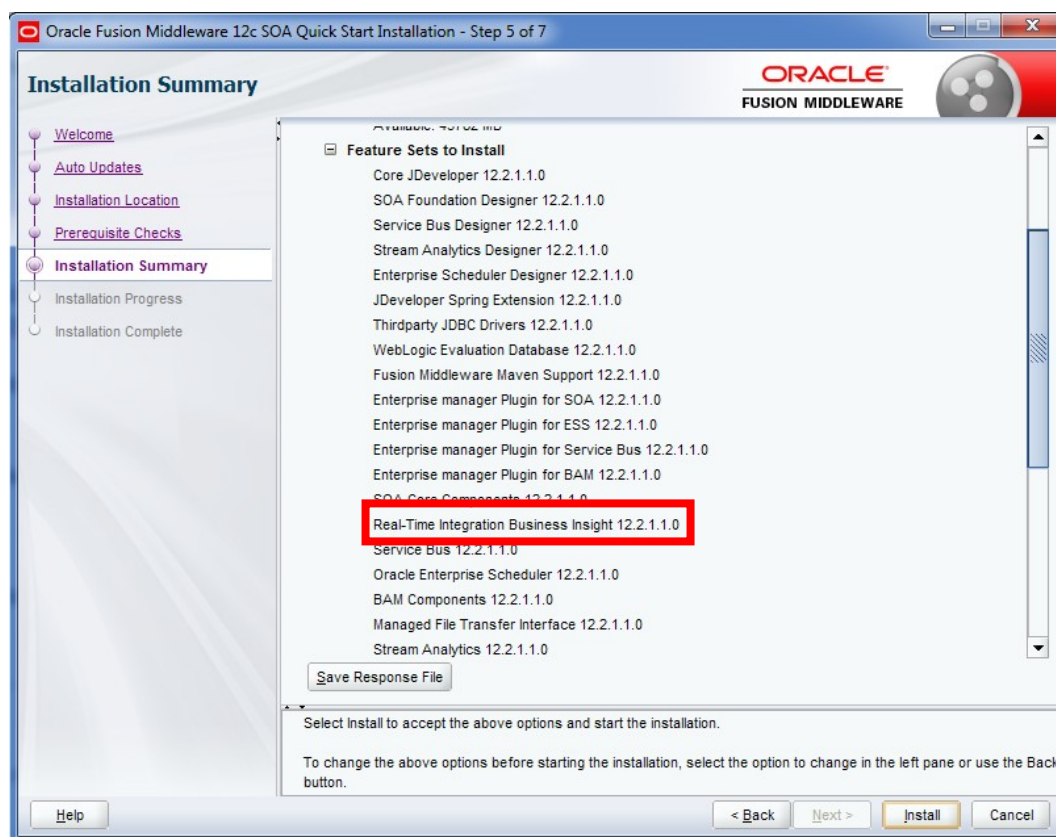 Oracle Fusion Middleware 12c SOA Quick Start Installation - Step 5 of 7
Installation Summary
ORACLE
FUSION MIDDLEWARE
Welcome
Auto Updates
Installation Location
Prerequisite Checks
Installation Summary
Installation Progress
Installation Complete
Available: 45762 MB
Feature Sets to Install
Core JDeveloper 12.2.1.1.0
SOA Foundation Designer 12.2.1.1.0
Service Bus Designer 12.2.1.1.0
Stream Analytics Designer 12.2.1.1.0
Enterprise Scheduler Designer 12.2.1.1.0
JDeveloper Spring Extension 12.2.1.1.0
Thirdparty JDBC Drivers 12.2.1.1.0
WebLogic Evaluation Database 12.2.1.1.0
Fusion Middleware Maven Support 12.2.1.1.0
Enterprise manager Plugin for SOA 12.2.1.1.0
Enterprise manager Plugin for ESS 12.2.1.1.0
Enterprise manager Plugin for Service Bus 12.2.1.1.0
Enterprise manager Plugin for BAM 12.2.1.1.0
SOA Core Components 12.2.1.1.0
Real-Time Integration Business Insight 12.2.1.1.0
Service Bus 12.2.1.1.0
Oracle Enterprise Scheduler 12.2.1.1.0
BAM Components 12.2.1.1.0
Managed File Transfer Interface 12.2.1.1.0
Stream Analytics 12.2.1.1.0
Save Response File
Select Install to accept the above options and start the installation.
To change the above options before starting the installation, select the option to change in the left pane or use the Back
button.
Help
< Back
Next >
Install
Cancel